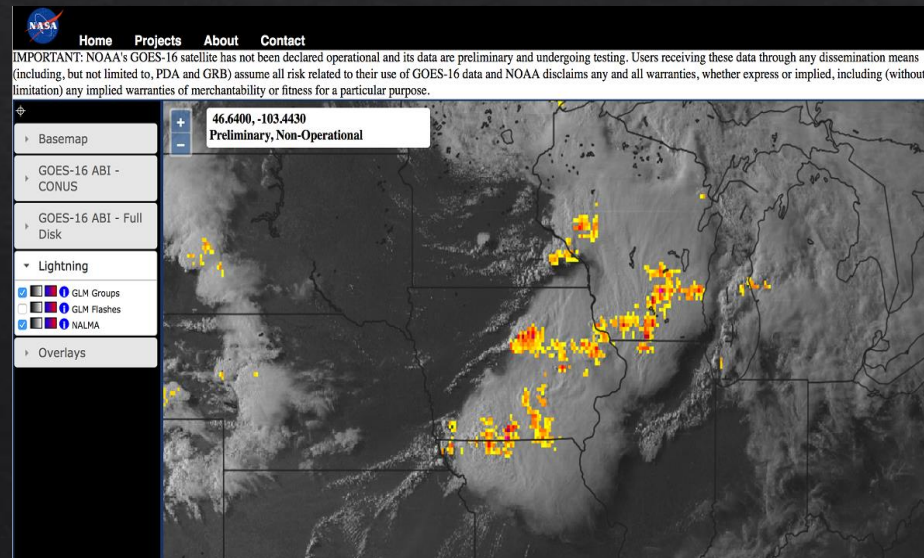 NASA
Home Projects About Contact
IMPORTANT: NOAA's GOES-16 satellite has not been declared operational and its data are preliminary and undergoing testing. Users receiving these data through any dissemination means
(including, but not limited to, PDA and GRB) assume all risk related to their use of GOES-16 data and NOAA disclaims any and all warranties, whether express or implied, including (without
limitation) any implied warranties of merchantability or fitness for a particular purpose.
+
−
46.6400, -103.4430
Preliminary, Non-Operational
Basemap
GOES-16 ABI -
CONUS
GOES-16 ABI - Full
Disk
Lightning
GLM Groups
GLM Flashes
NALMA
Overlays